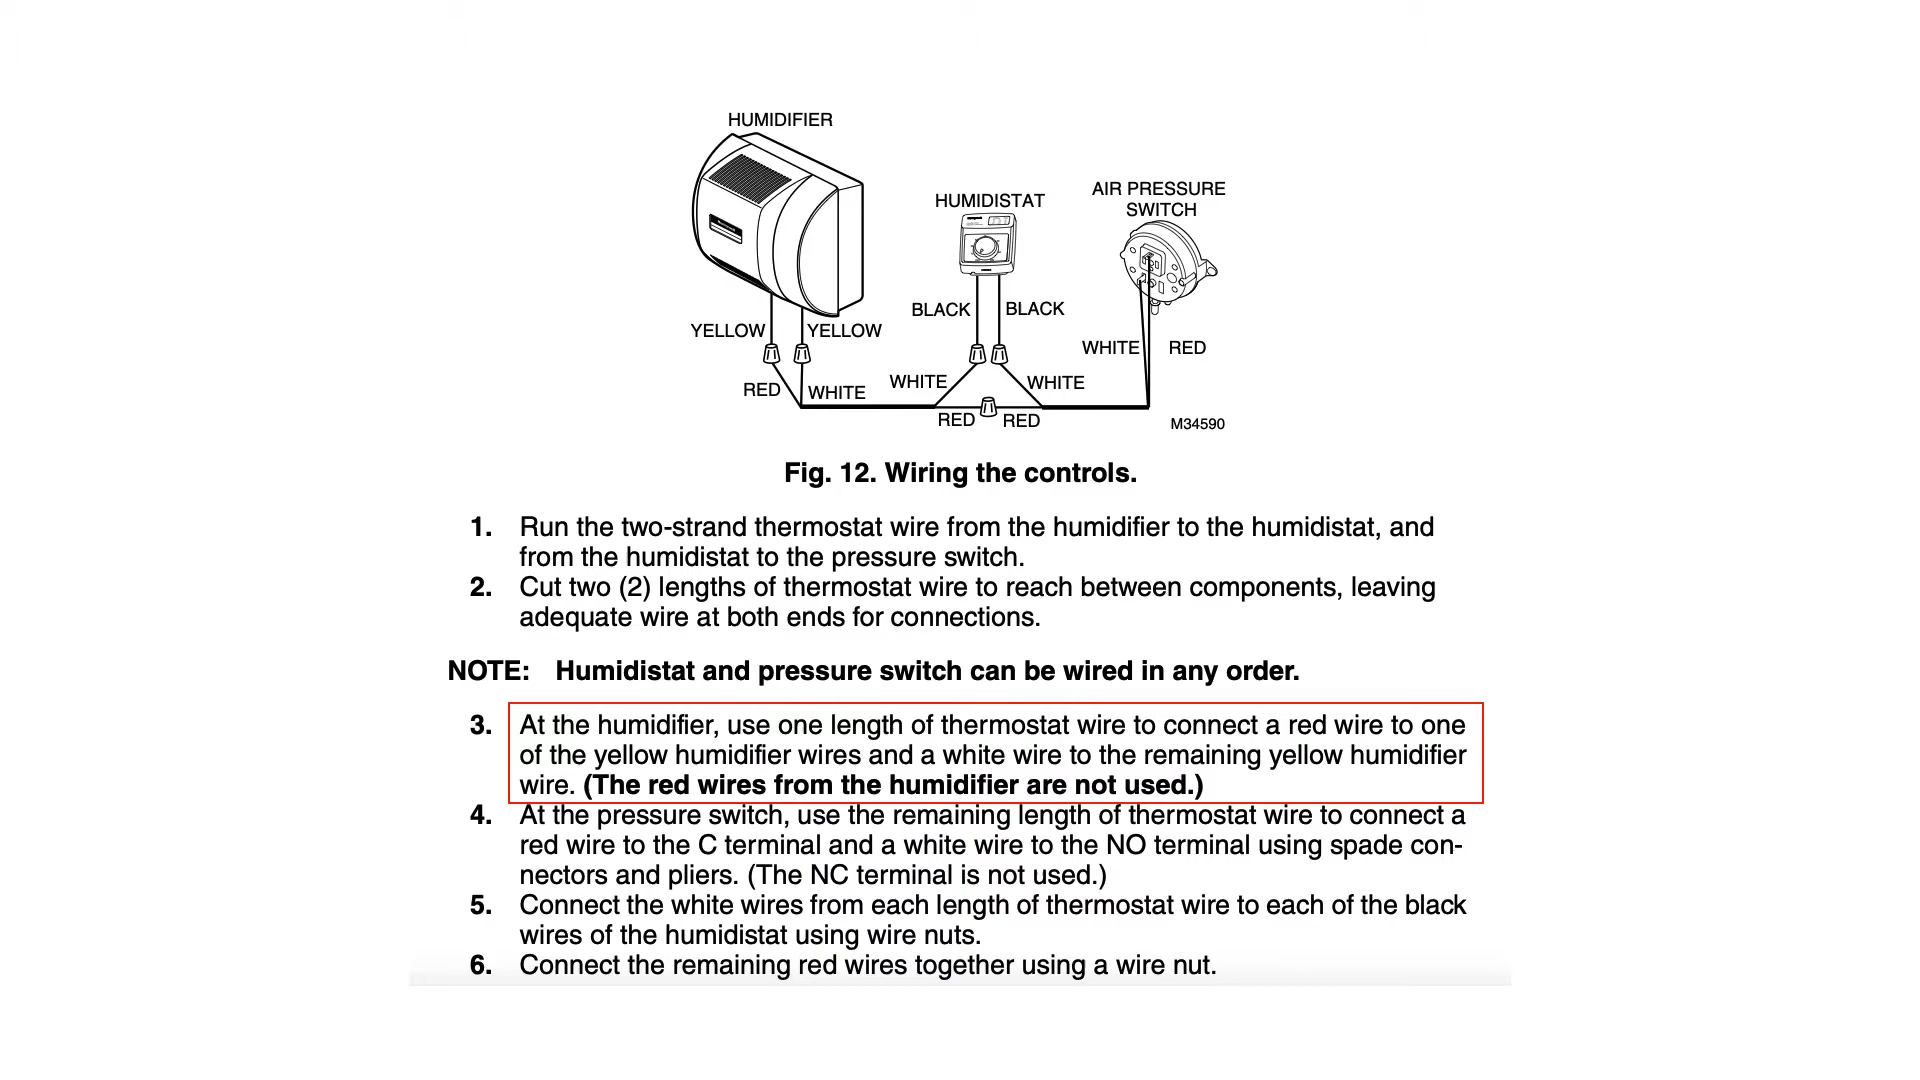 HUMIDIFIER
HUMIDISTAT
AIR PRESSURE
SWITCH
BLACK
BLACK
YELLOW
YELLOW
WHITE
RED
RED
WHITE
WHITE
WHITE
RED
RED
M34590
Fig. 12. Wiring the controls.
1. Run the two-strand thermostat wire from the humidifier to the humidistat, and
from the humidistat to the pressure switch.
2. Cut two (2) lengths of thermostat wire to reach between components, leaving
adequate wire at both ends for connections.
NOTE: Humidistat and pressure switch can be wired in any order.
3. At the humidifier, use one length of thermostat wire to connect a red wire to one
of the yellow humidifier wires and a white wire to the remaining yellow humidifier
wire. (The red wires from the humidifier are not used.)
4. At the pressure switch, use the remaining length of thermostat wire to connect a
red wire to the C terminal and a white wire to the NO terminal using spade con-
nectors and pliers. (The NC terminal is not used.)
5. Connect the white wires from each length of thermostat wire to each of the black
wires of the humidistat using wire nuts.
6. Connect the remaining red wires together using a wire nut.